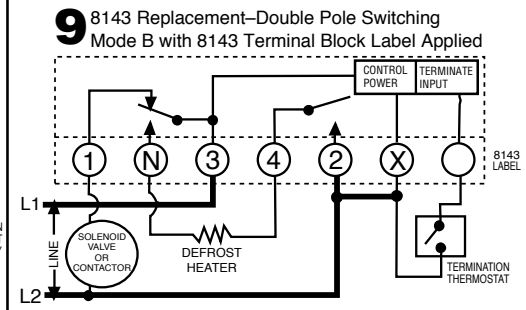 9 8143 Replacement–Double Pole Switching
Mode B with 8143 Terminal Block Label Applied
CONTROL
POWER
TERMINATE
INPUT
1 N 3 4 2 X
8143
LABEL
L1
LINE
SOLENOID
VALVE
OR
CONTACTOR
DEFROST
HEATER
TERMINATION
THERMOSTAT
L2